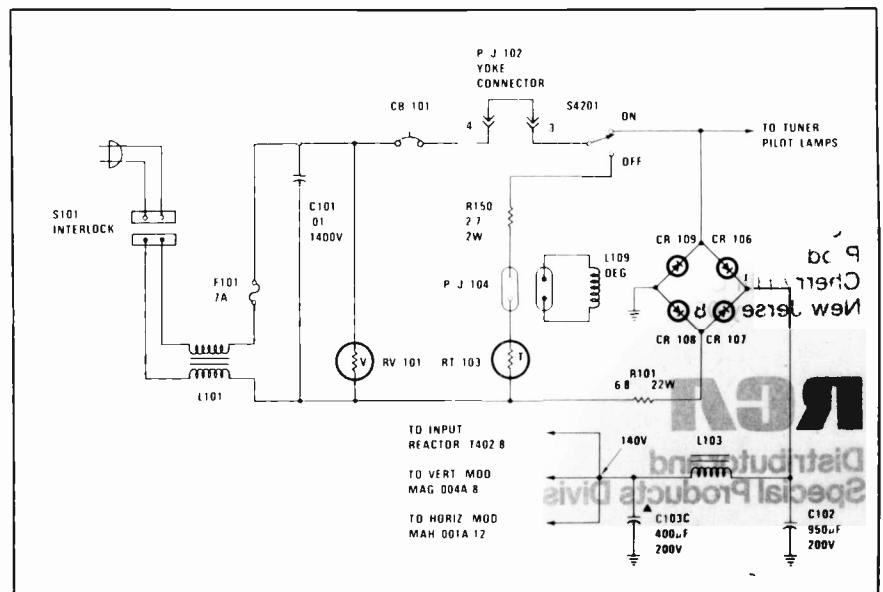 P J 102
YOKE
CONNECTOR
CB 101
4
3
S4201
ON
TO TUNER
PILOT LAMPS
OFF
S101
INTERLOCK
C101
01
1400V
R150
2 7
2W
L109
DEG
CR 109
CR 106
F101
7A
P J 104
CR 108
CR 107
V
RV 101
RT 103
T
R101
6 8 22W
L101
TO INPUT
REACTOR T402 8
140V
L103
TO VERT MOD
MAG 004A 8
TO HORIZ MOD
MAH 001A 12
C103C
400µF
200V
C102
950µF
200V
Cherr
New Jerse
RCA
Distributor and
Special Products Divis